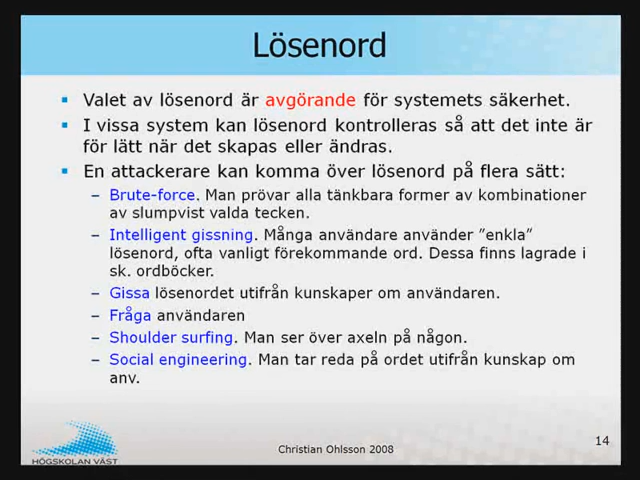 Lösenord
Valet av lösenord är avgörande för systemets säkerhet.
I vissa system kan lösenord kontrolleras så att det inte är
för lätt när det skapas eller ändras.
En attackerare kan komma över lösenord på flera sätt:
– Brute-force. Man prövar alla tänkbara former av kombinationer
av slumpvist valda tecken.
– Intelligent gissning. Många användare använder ”enkla”
lösenord, ofta vanligt förekommande ord. Dessa finns lagrade i
sk. ordböcker.
– Gissa lösenordet utifrån kunskaper om användaren.
– Fråga användaren
– Shoulder surfing. Man ser över axeln på någon.
– Social engineering. Man tar reda på ordet utifrån kunskap om
anv.
14
Christian Ohlsson 2008
HÖGSKOLAN VÄST